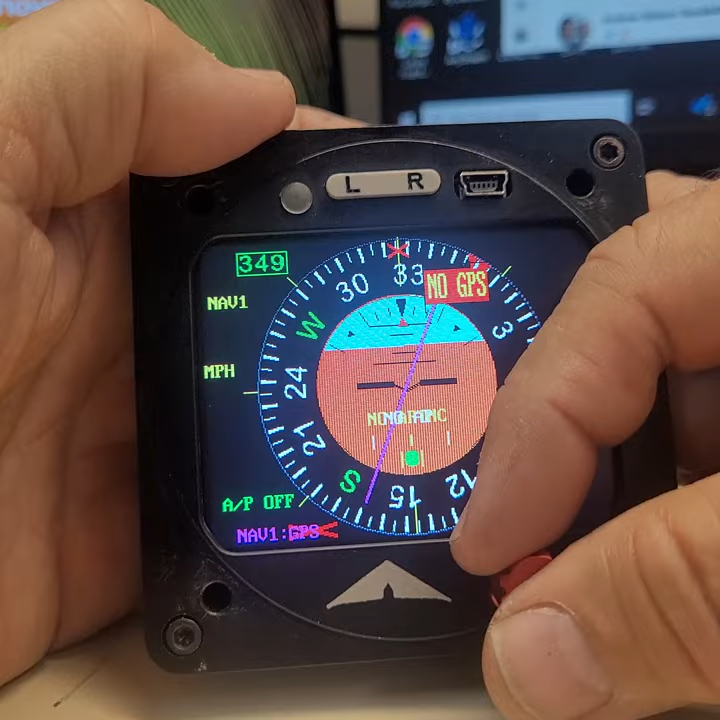 L R
349
NO GPS
NAV1
MPH
30 33 3
W
24
21
S 15 12
A/P OFF
NAV1:GPS